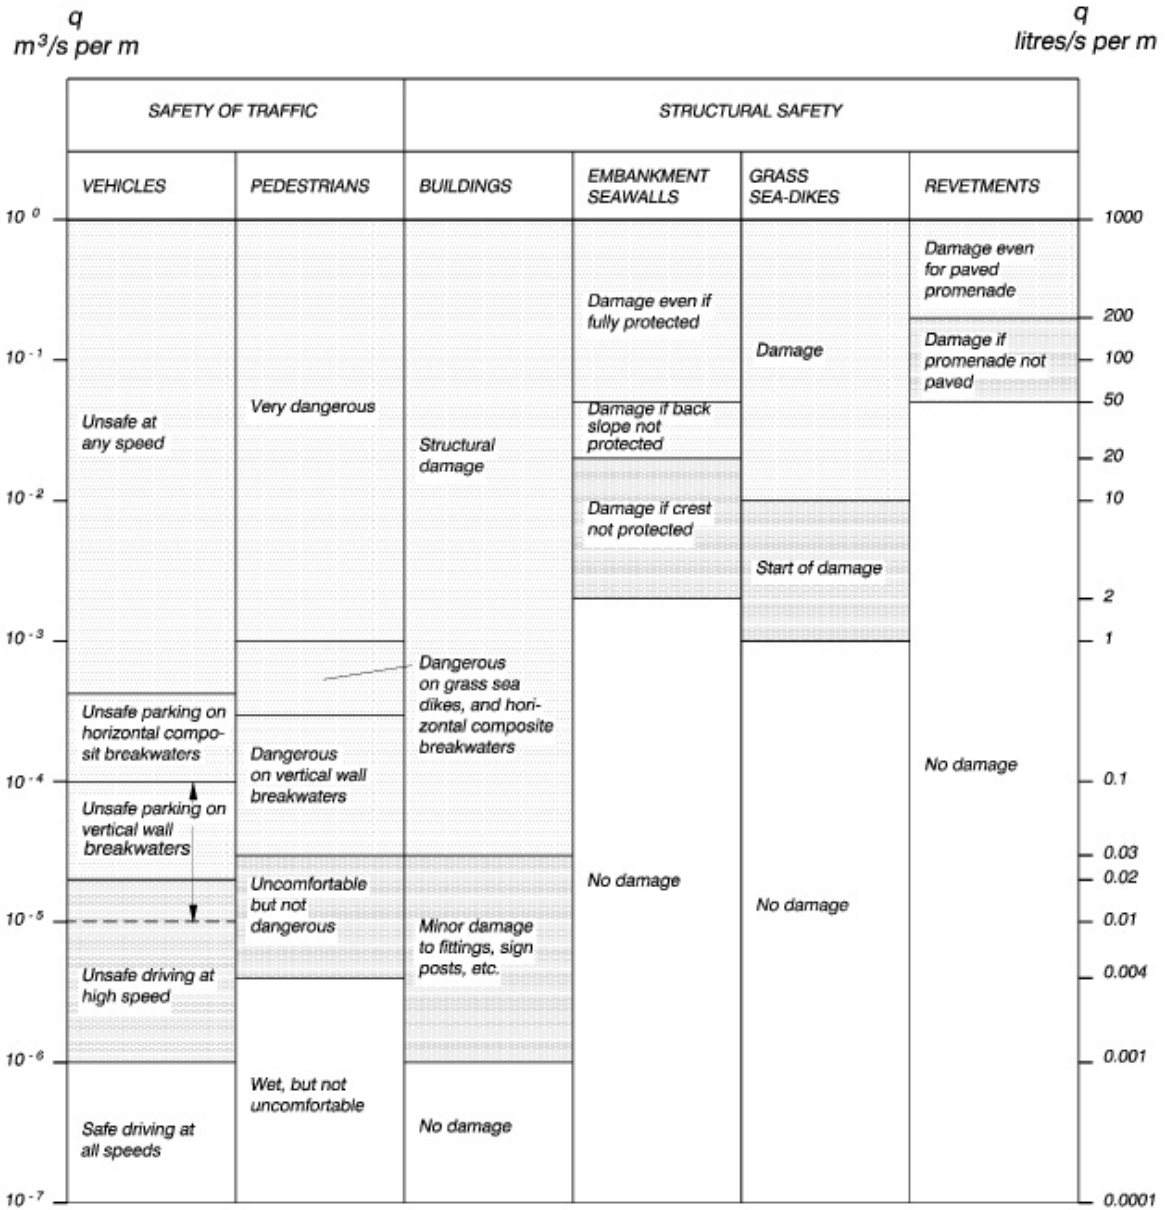 q
m³/s per m
q
litres/s per m
SAFETY OF TRAFFIC
STRUCTURAL SAFETY
VEHICLES
PEDESTRIANS
BUILDINGS
EMBANKMENT
SEAWALLS
GRASS
SEA-DIKES
REVETMENTS
10⁰
10⁻¹
10⁻²
10⁻³
10⁻⁴
10⁻⁵
10⁻⁶
10⁻⁷
Unsafe at
any speed
Unsafe parking on
horizontal compo-
sit breakwaters
Unsafe parking on
vertical wall
breakwaters
Unsafe driving at
high speed
Safe driving at
all speeds
Very dangerous
Dangerous
on vertical wall
breakwaters
Uncomfortable
but not
dangerous
Wet, but not
uncomfortable
Structural
damage
Dangerous
on grass sea
dikes, and hori-
zontal composite
breakwaters
Minor damage
to fittings, sign
posts, etc.
No damage
Damage even if
fully protected
Damage if back
slope not
protected
Damage if crest
not protected
No damage
Damage
Start of damage
No damage
Damage even
for paved
promenade
Damage if
promenade not
paved
No damage
1000
200
100
50
20
10
2
1
0.1
0.03
0.02
0.01
0.004
0.001
0.0001